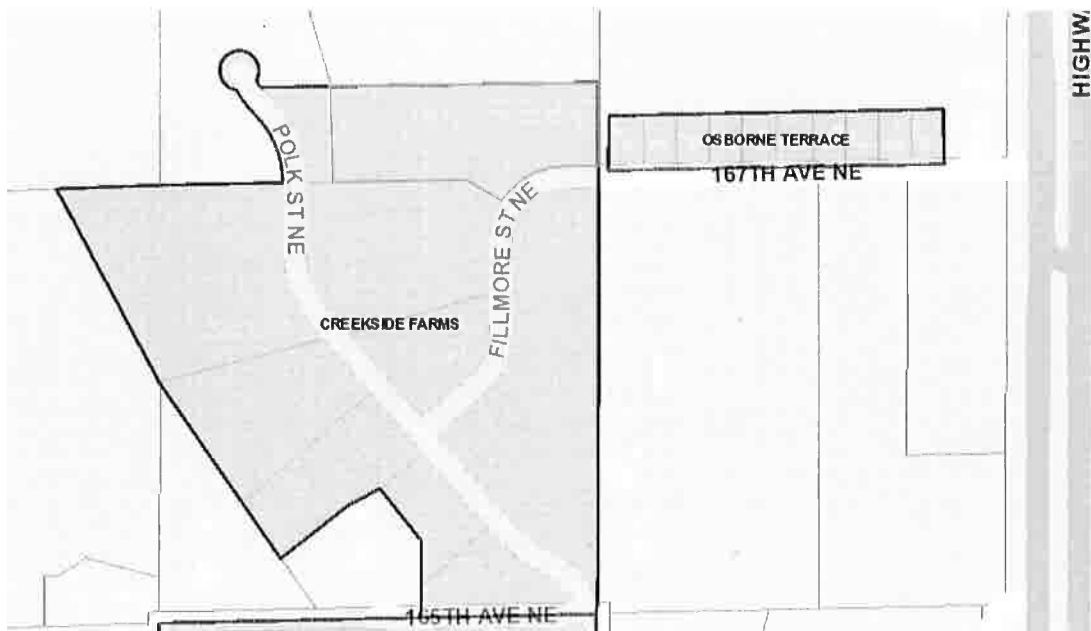 HIGHW
OSBORNE TERRACE
167TH AVE NE
POLK ST NE
FILLMORE ST NE
CREEKSIDE FARMS
165TH AVE NE